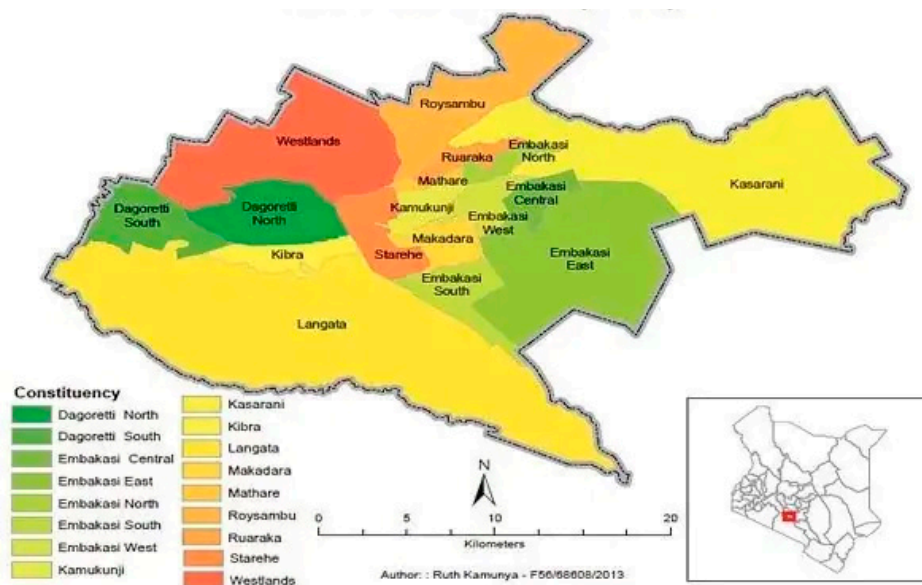 Roysambu
Westlands
Ruaraka
Embakasi
North
Mathare
Kasarani
Dagoretti
South
Dagoretti
North
Embakasi
Central
Kamukunji
Embakasi
West
Makadara
Kibra
Starehe
Embakasi
East
Embakasi
South
Langata
Constituency
Dagoretti North
Dagoretti South
Embakasi Central
Embakasi East
Embakasi North
Embakasi South
Embakasi West
Kamukunji
Kasarani
Kibra
Langata
Makadara
Mathare
Roysambu
Ruaraka
Starehe
Westlands
N
0 5 10 20
Kilometers
Author: : Ruth Kamunya - F56/68608/2013